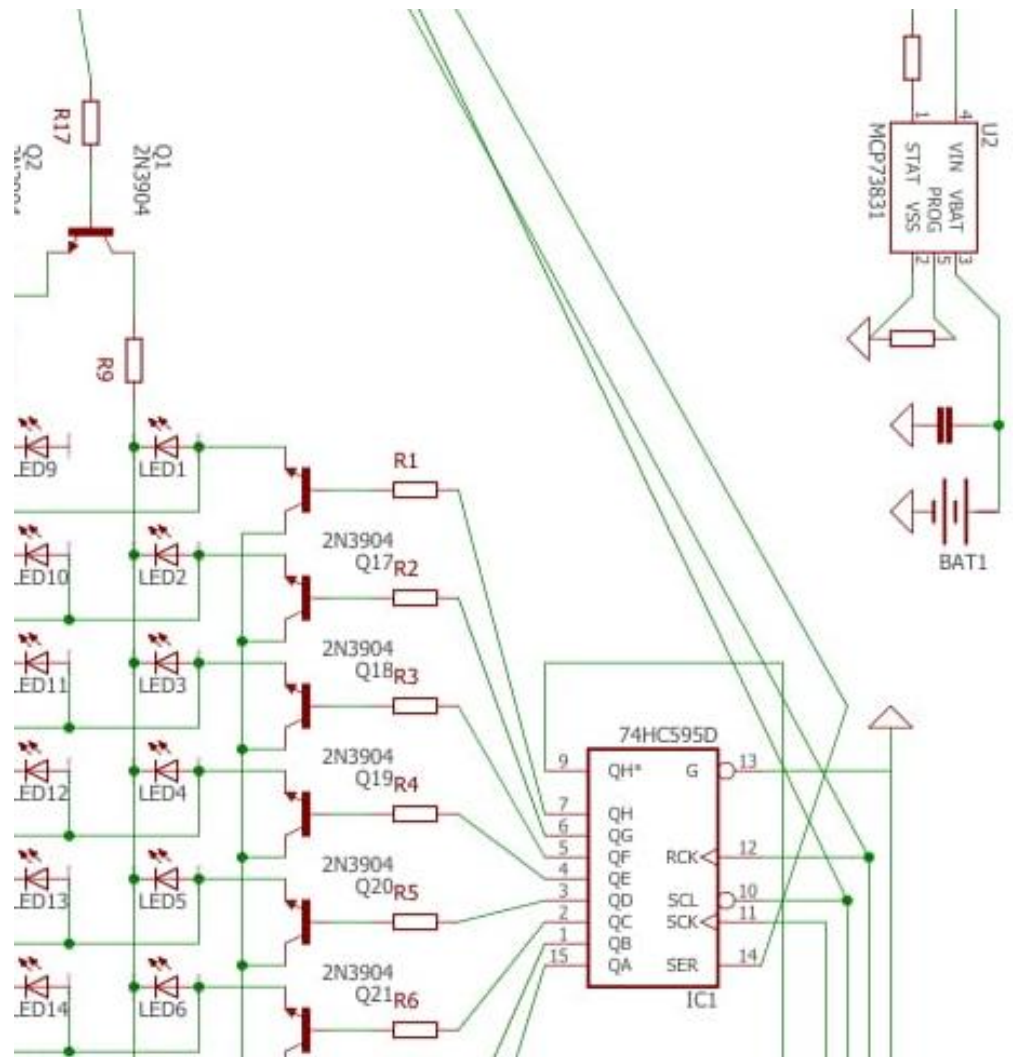 R17
Q1
2N3904
Q2
R9
U2
MCP73831
1
4
STAT
VIN
VSS
PROG
VBAT
2
5
3
BAT1
LED9
LED1
R1
2N3904
Q17
R2
LED10
LED2
2N3904
Q18
R3
LED11
LED3
2N3904
Q19
R4
LED12
LED4
2N3904
Q20
R5
LED13
LED5
2N3904
Q21
R6
LED14
LED6
74HC595D
9 QH* G 13
7 QH
6 QG
5 QF RCK 12
4 QE
3 QD SCL 10
2 QC SCK 11
1 QB
15 QA SER 14
IC1